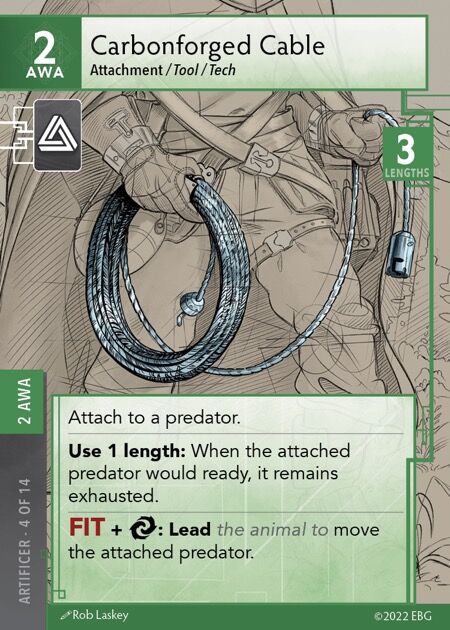 2
AWA
Carbonforged Cable
Attachment / Tool / Tech
3
LENGTHS
2 AWA
ARTIFICER - 4 OF 14
Attach to a predator.
Use 1 length: When the attached
predator would ready, it remains
exhausted.
FIT + : Lead the animal to move
the attached predator.
Rob Laskey
©2022 EBG